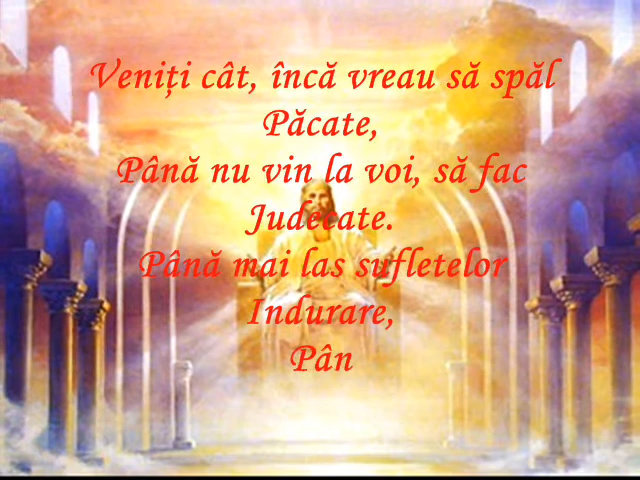 Veniți cât, încă vreau să spăl
Păcate,
Până nu vin la voi, să fac
Judecate.
Până mai las sufletelor
Indurare,
Pân